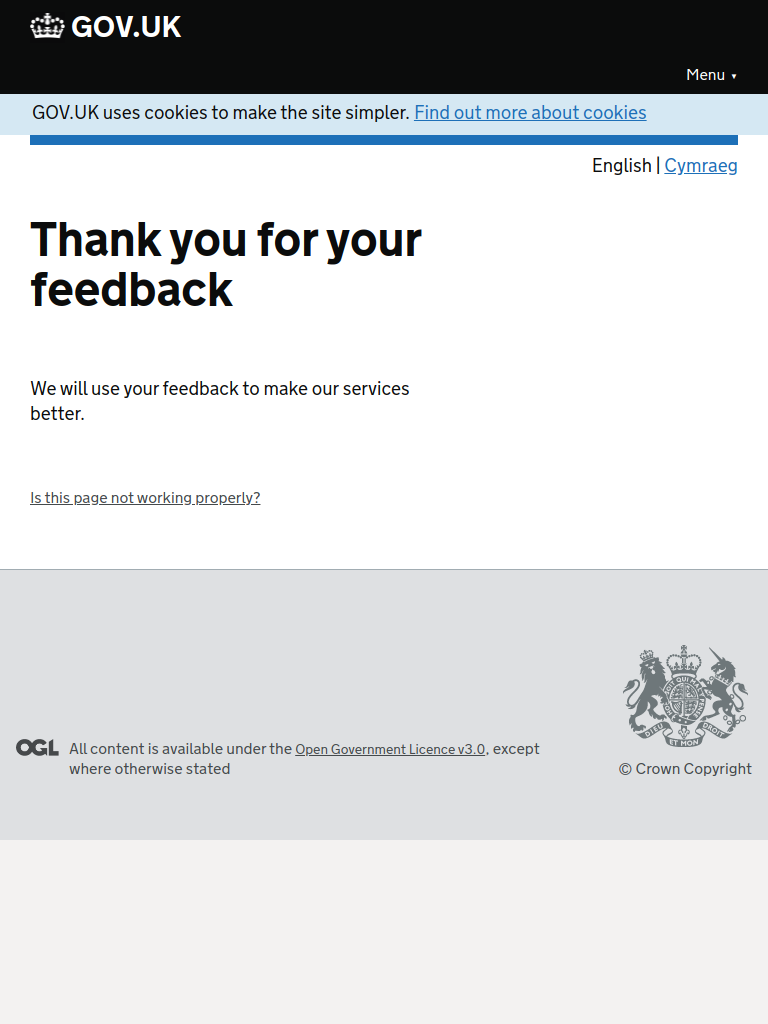 GOV.UK
Menu ▼
GOV.UK uses cookies to make the site simpler. Find out more about cookies
English | Cymraeg
Thank you for your
feedback
We will use your feedback to make our services
better.
Is this page not working properly?
OGL All content is available under the Open Government Licence v3.0, except
where otherwise stated
DIEU ET MON DROIT
© Crown Copyright